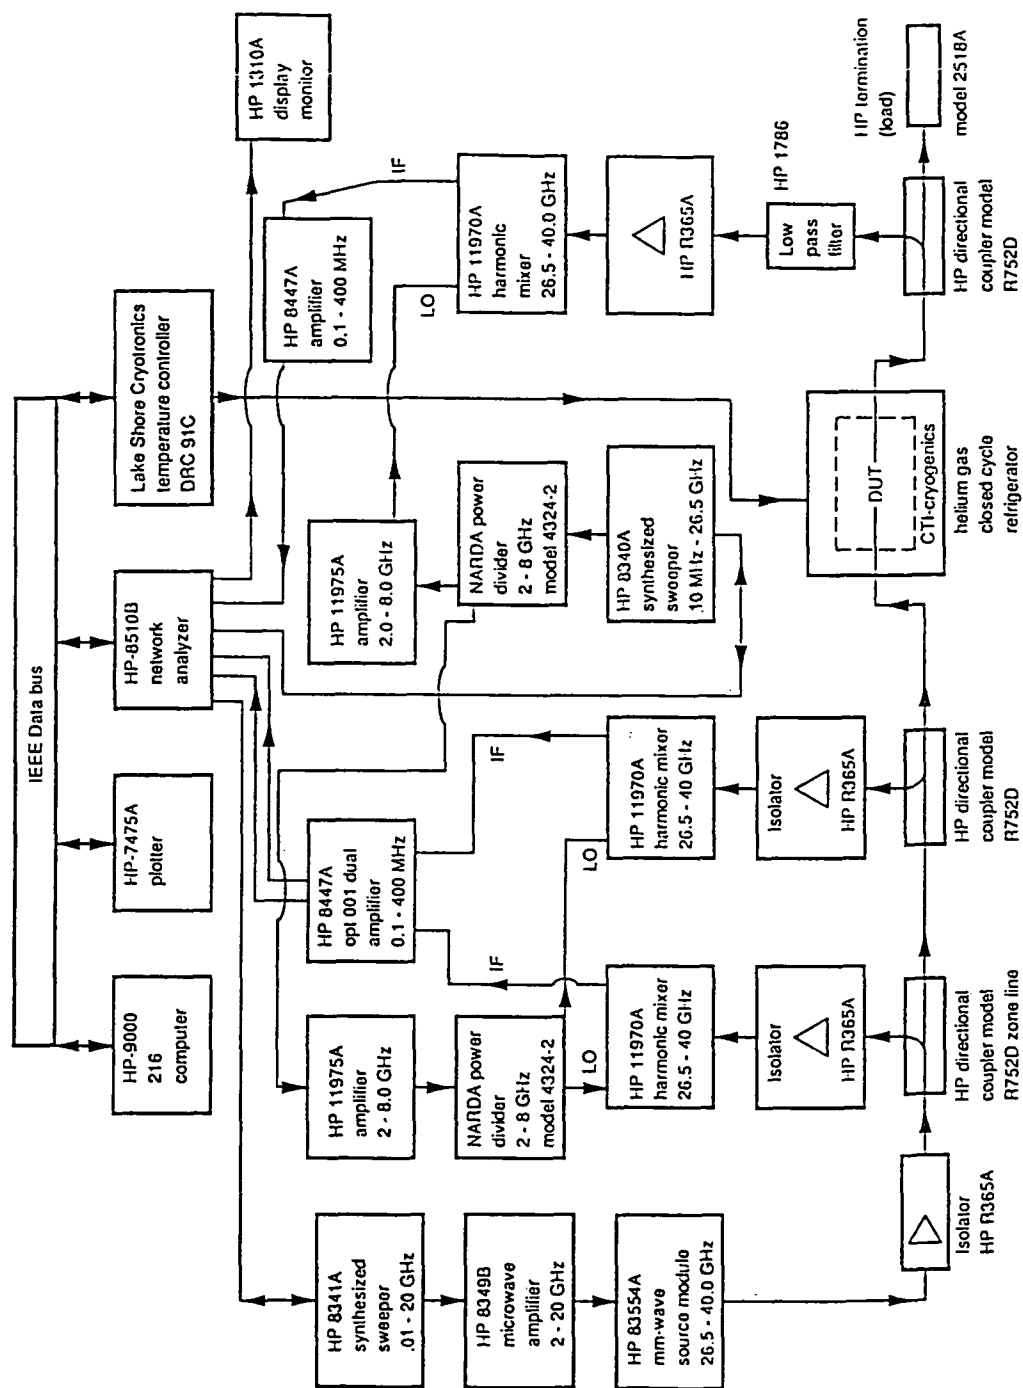 IEEE Data bus
HP-9000
216
computer
HP-7475A
plotter
HP-8510B
network
analyzer
Lake Shore Cryotronics
temperature controller
DRC 91C
HP 1310A
display
monitor
HP 8341A
synthesized
sweeper
.01 - 20 GHz
HP 11975A
amplifier
2 - 8.0 GHz
HP 8447A
opt 001 dual
amplifier
0.1 - 400 MHz
HP 11975A
amplifier
2.0 - 8.0 GHz
HP 8447A
amplifier
0.1 - 400 MHz
HP 8349B
microwave
amplifier
2 - 20 GHz
NARDA power
divider
2 - 8 GHz
model 4324-2
IF
IF
NARDA power
divider
2 - 8 GHz
model 4324-2
LO
IF
HP 83554A
mm-wave
source module
26.5 - 40.0 GHz
LO
HP 11970A
harmonic mixer
26.5 - 40 GHz
LO
HP 11970A
harmonic mixer
26.5 - 40 GHz
HP 8340A
synthesized
sweeper
.10 MHz - 26.5 GHz
HP 11970A
harmonic
mixer
26.5 - 40.0 GHz
Isolator
HP R365A
Isolator
HP R365A
HP R365A
DUT
CTI-cryogenics
helium gas
closed cycle
refrigerator
Low
pass
filter
HP 1786
Isolator
HP R365A
HP directional
coupler model
R752D zone line
HP directional
coupler model
R752D
HP directional
coupler model
R752D
HP termination
(load)
model 2518A